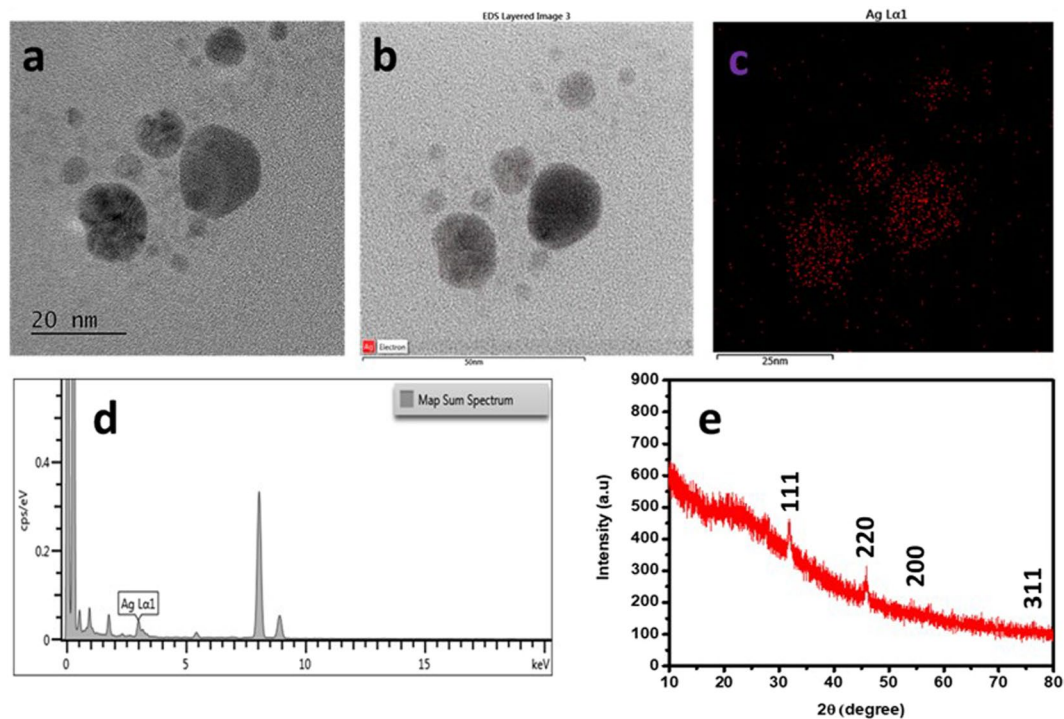 EDS Layered Image 3
Ag Lα1
a
b
c
20 nm
Ag Electron
50nm
25nm
d
Map Sum Spectrum
cps/eV
0.4
0.2
0
Ag Lα1
0 5 10 15 keV
e
Intensity (a.u)
900
800
700
600
500
400
300
200
100
0
111
220
200
311
10 20 30 40 50 60 70 80
2θ (degree)